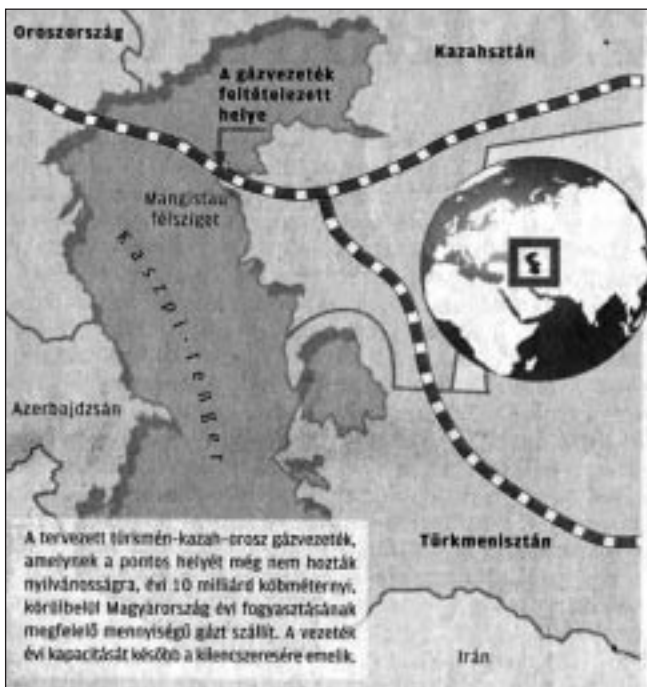 Oroszország
Kazahsztán
A gázvezeték
feltételezett
helye
Mangistau
félsziget
Kaszpi-tenger
Azerbajdzsán
Türkmenisztán
Irán
A tervezett türkmén-kazah-orosz gázvezeték,
amelynek a pontos helyét még nem hozták
nyilvánosságra, évi 10 milliárd köbméternyi,
körülbelül Magyarország évi fogyasztásának
megfelelő mennyiségű gázt szállít. A vezeték
évi kapacitását később a kilencszeresére emelik.